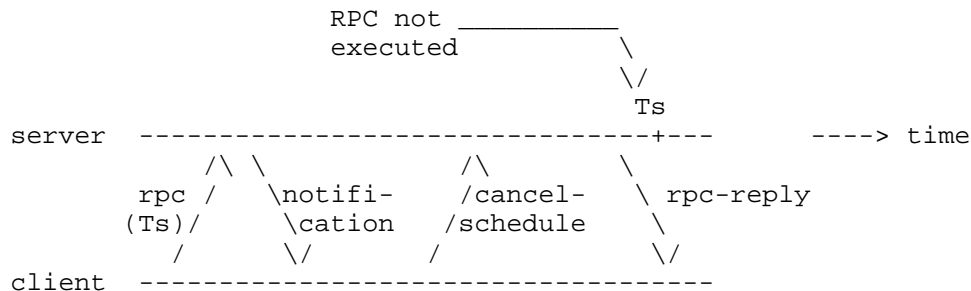 RPC not
executed
Ts
server ----> time
rpc notifi- cancel- rpc-reply
(Ts) cation schedule
client